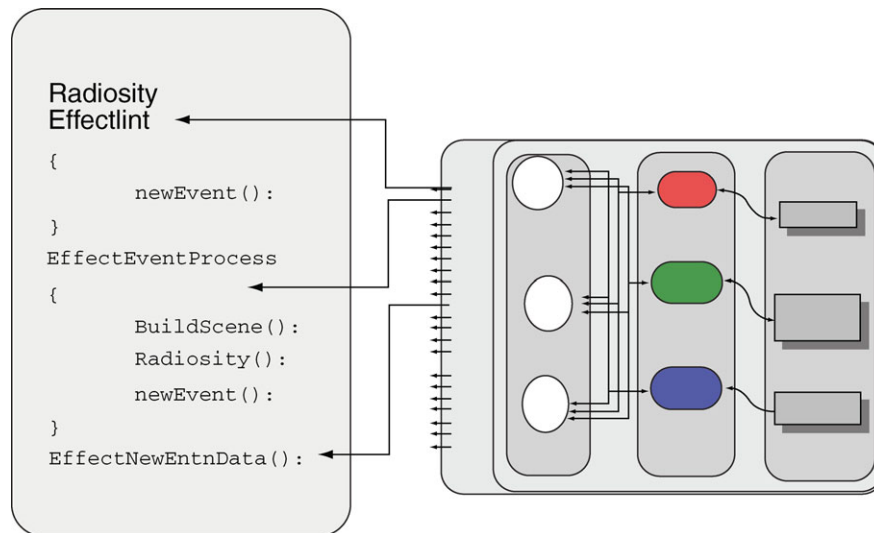 Radiosity
Effectlint
{
newEvent():
}
EffectEventProcess
{
BuildScene():
Radiosity():
newEvent():
}
EffectNewEntnData():